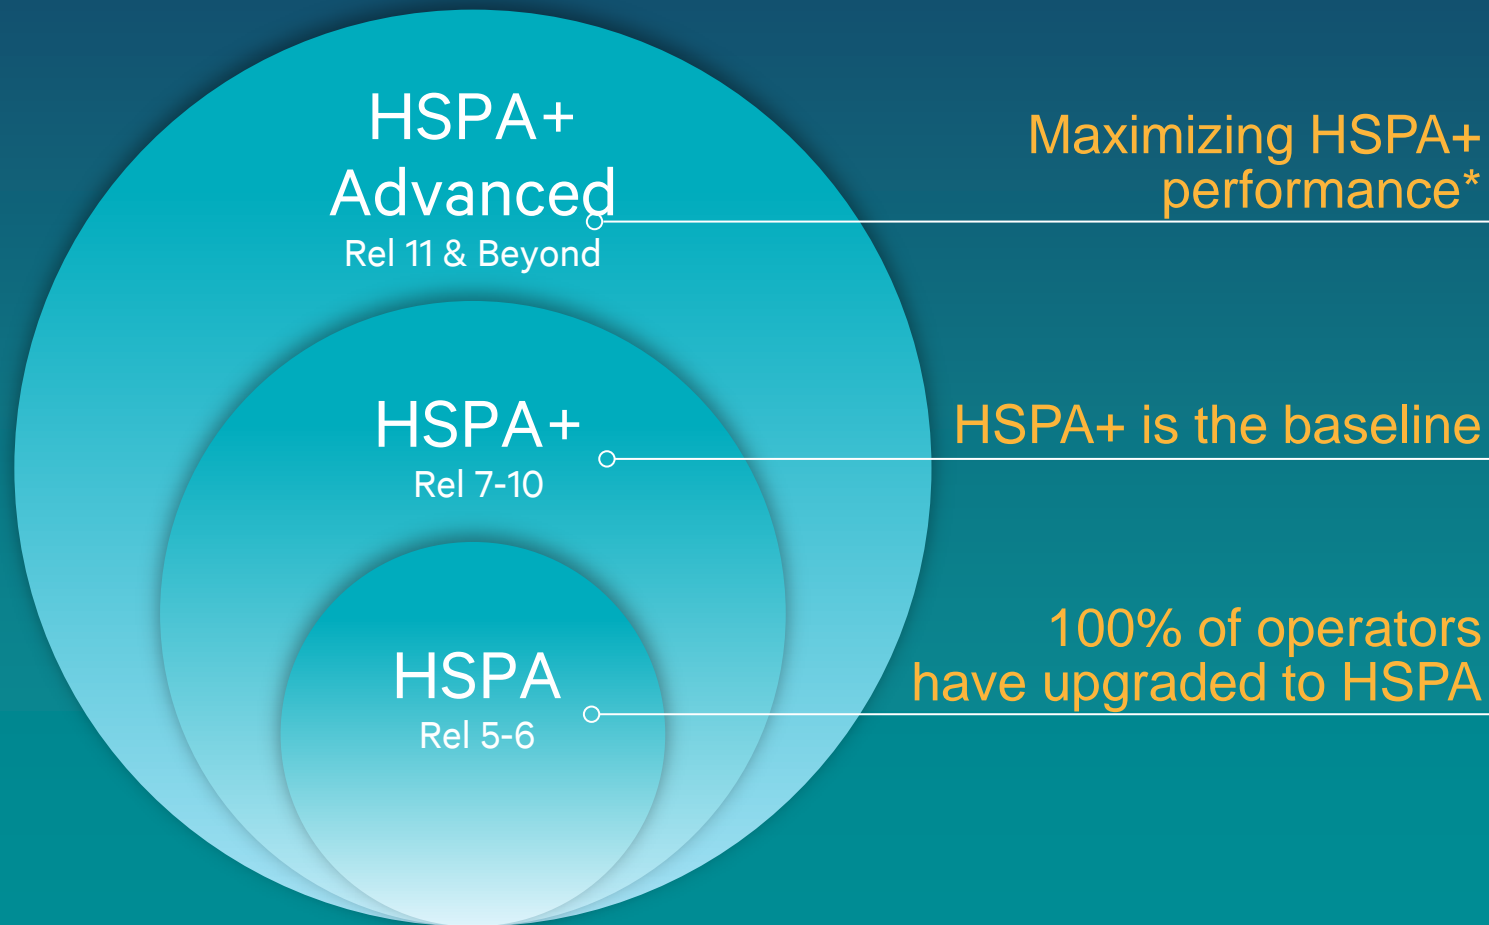 HSPA+
Advanced
Rel 11 & Beyond
Maximizing HSPA+
performance*
HSPA+
Rel 7-10
HSPA+ is the baseline
HSPA
Rel 5-6
100% of operators
have upgraded to HSPA